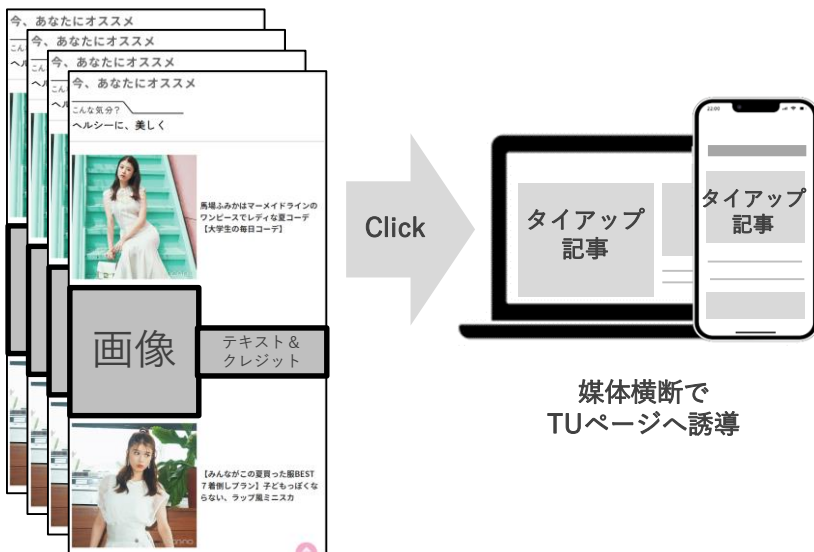 今、あなたにオススメ
今、あなたにオススメ
今、あなたにオススメ
今、あなたにオススメ
こんな気分?
ヘルシーに、美しく
馬場ふみかはマーメイドラインの
ワンピースでレディな夏コーデ
【大学生の毎日コーデ】
画像
テキスト&
クレジット
【みんながこの夏買った服BEST
７着倒しプラン】子どもっぽくな
らない、ラップ風ミニスカ
Click
タイアップ
記事
22:00
タイアップ
記事
媒体横断で
TUページへ誘導